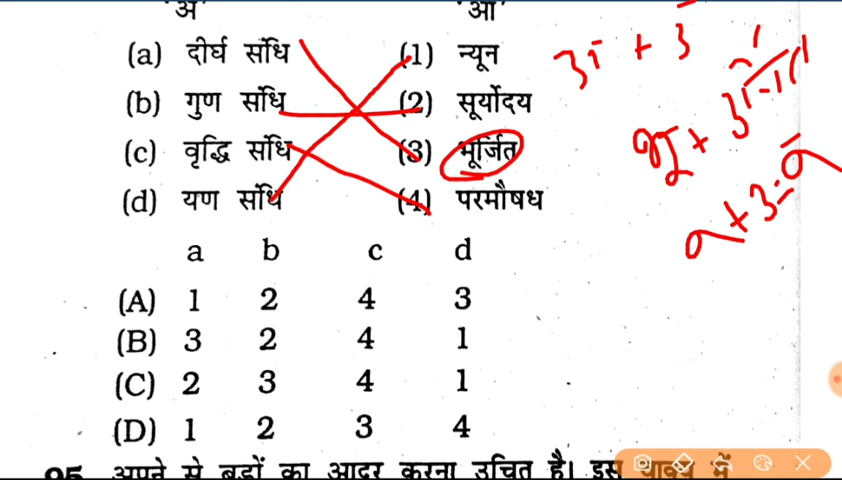 'अ' 'आ'
(a) दीर्घ संधि (1) न्यून
(b) गुण संधि (2) सूर्योदय
(c) वृद्धि संधि (3) भूर्जित
(d) यण संधि (4) परमौषध
a b c d
(A) 1 2 4 3
(B) 3 2 4 1
(C) 2 3 4 1
(D) 1 2 3 4
95 अपने से बड़ों का आदर करना उचित है। इस वाक्य में